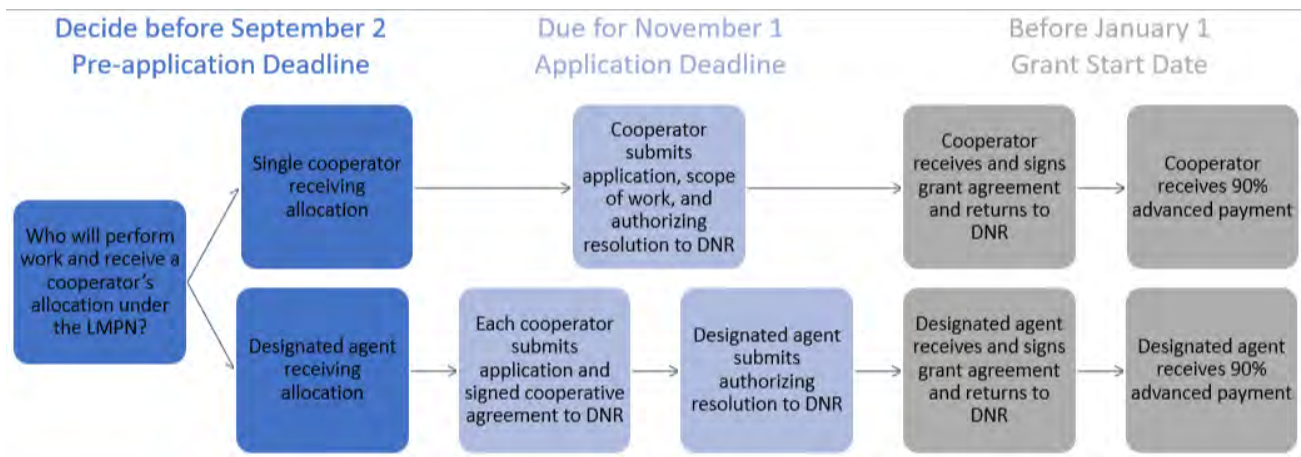 Decide before September 2
Pre-application Deadline
Due for November 1
Application Deadline
Before January 1
Grant Start Date
Who will perform
work and receive a
cooperator's
allocation under
the LMPN?
Single cooperator
receiving
allocation
Cooperator
submits
application, scope
of work, and
authorizing
resolution to DNR
Cooperator
receives and signs
grant agreement
and returns to
DNR
Cooperator
receives 90%
advanced payment
Designated agent
receiving
allocation
Each cooperator
submits
application and
signed cooperative
agreement to DNR
Designated agent
submits
authorizing
resolution to DNR
Designated agent
receives and signs
grant agreement
and returns to
DNR
Designated agent
receives 90%
advanced payment